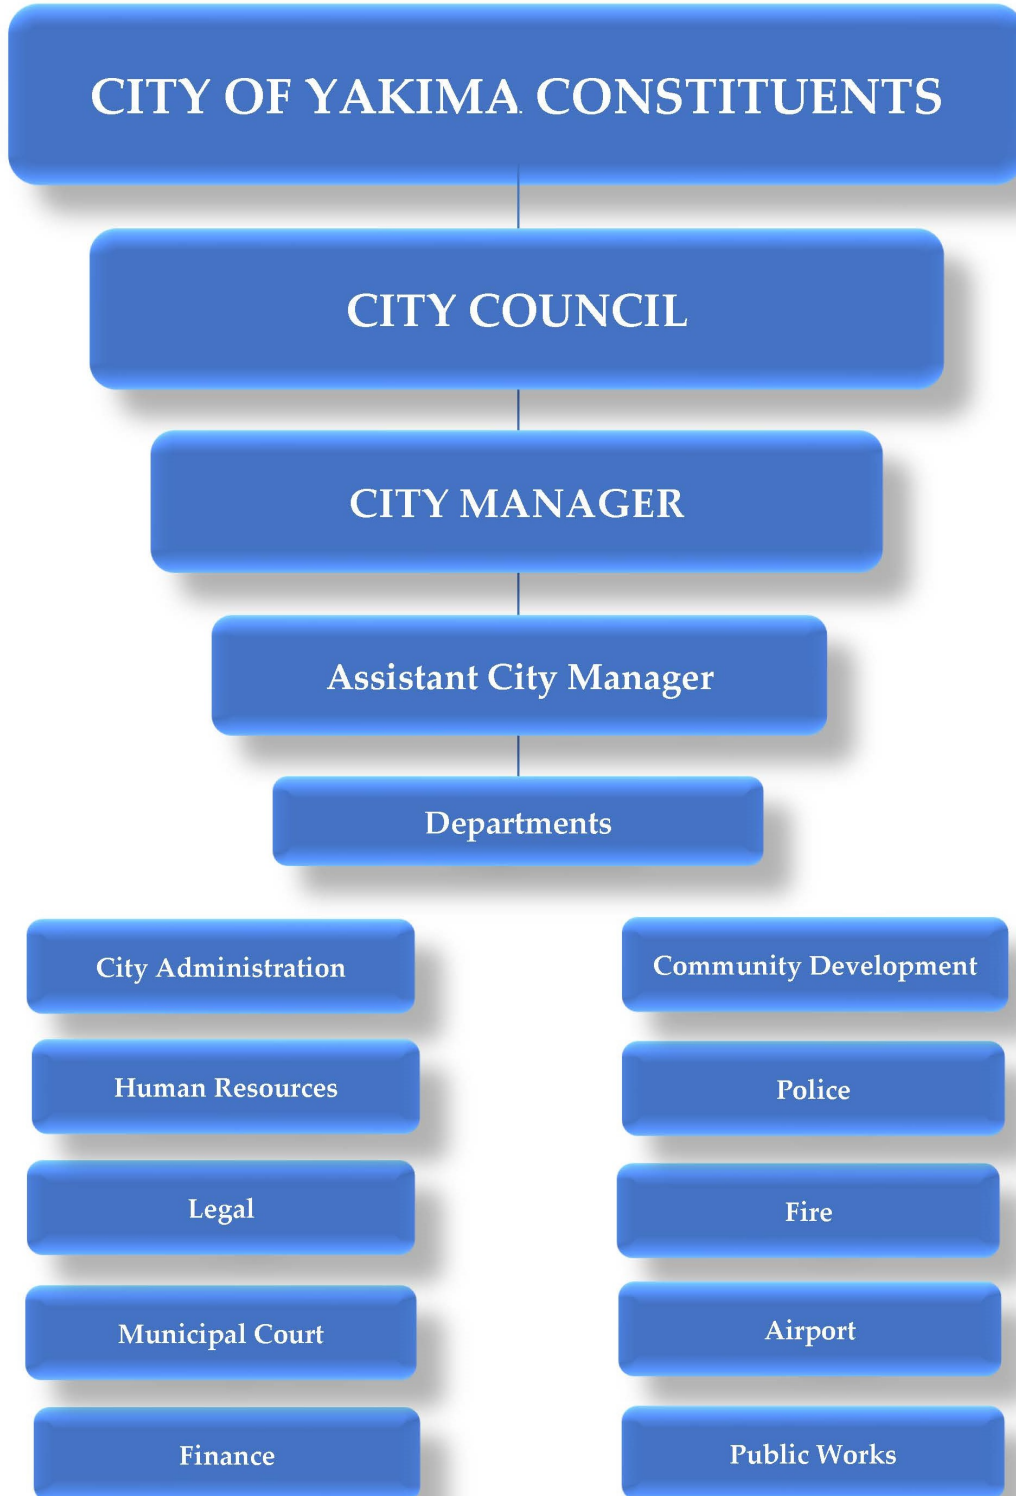 CITY OF YAKIMA CONSTITUENTS
CITY COUNCIL
CITY MANAGER
Assistant City Manager
Departments
City Administration
Human Resources
Legal
Municipal Court
Finance
Community Development
Police
Fire
Airport
Public Works